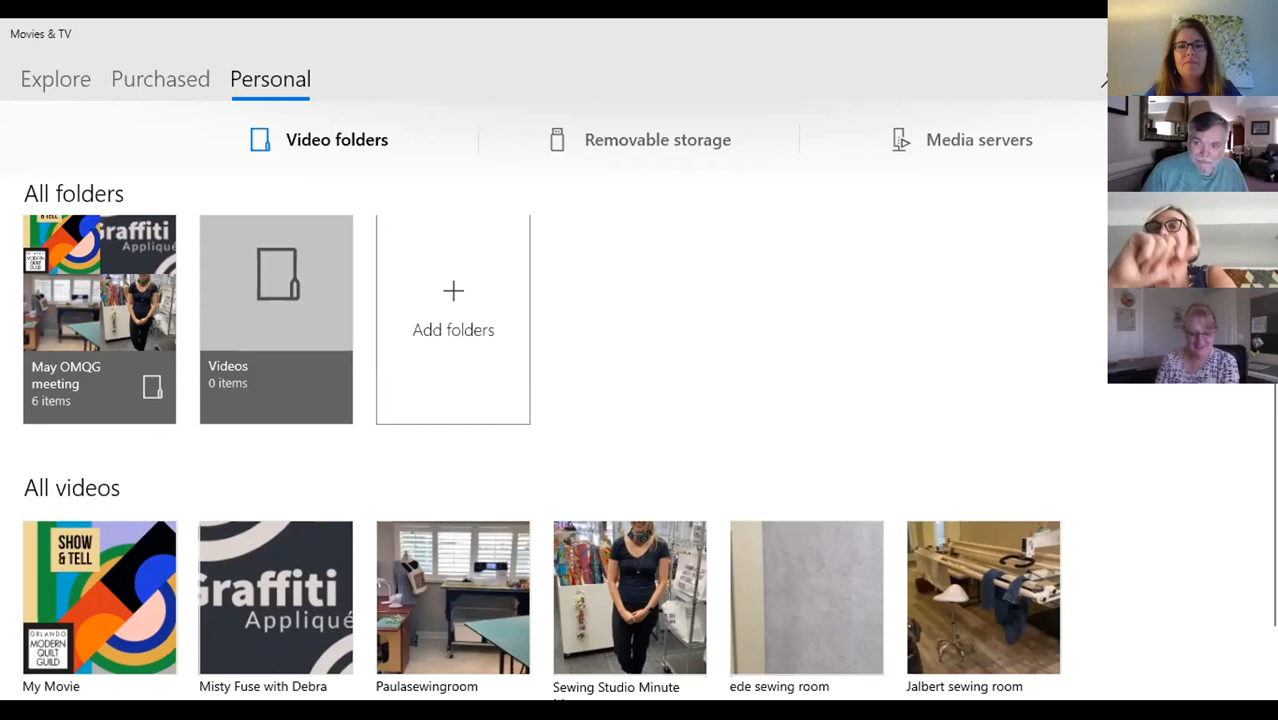 Movies & TV
Explore Purchased Personal
Video folders Removable storage Media servers
All folders
& TELL
Graffiti
Appliqué
May OMQG
meeting
6 items
Videos
0 items
Add folders
All videos
SHOW
& TELL
ORLANDO
MODERN
QUILT
GUILD
Graffiti
Appliqué
My Movie
Misty Fuse with Debra
Paulasewingroom
Sewing Studio Minute
ede sewing room
Jalbert sewing room